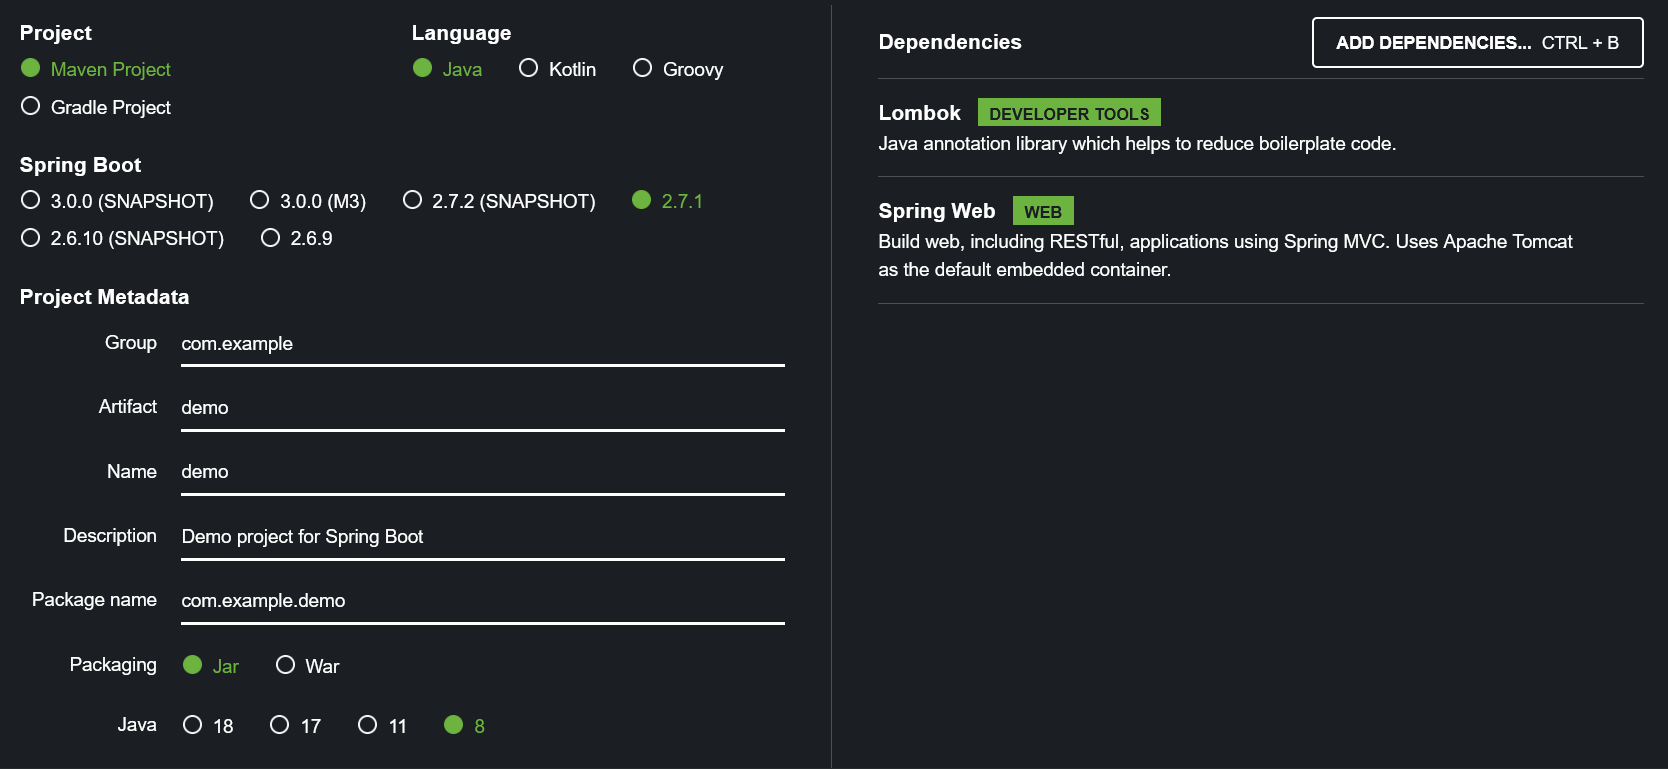 Project
Maven Project
Gradle Project
Language
Java Kotlin Groovy
Spring Boot
3.0.0 (SNAPSHOT) 3.0.0 (M3) 2.7.2 (SNAPSHOT) 2.7.1
2.6.10 (SNAPSHOT) 2.6.9
Project Metadata
Group com.example
Artifact demo
Name demo
Description Demo project for Spring Boot
Package name com.example.demo
Packaging Jar War
Java 18 17 11 8
Dependencies ADD DEPENDENCIES... CTRL + B
Lombok DEVELOPER TOOLS
Java annotation library which helps to reduce boilerplate code.
Spring Web WEB
Build web, including RESTful, applications using Spring MVC. Uses Apache Tomcat
as the default embedded container.